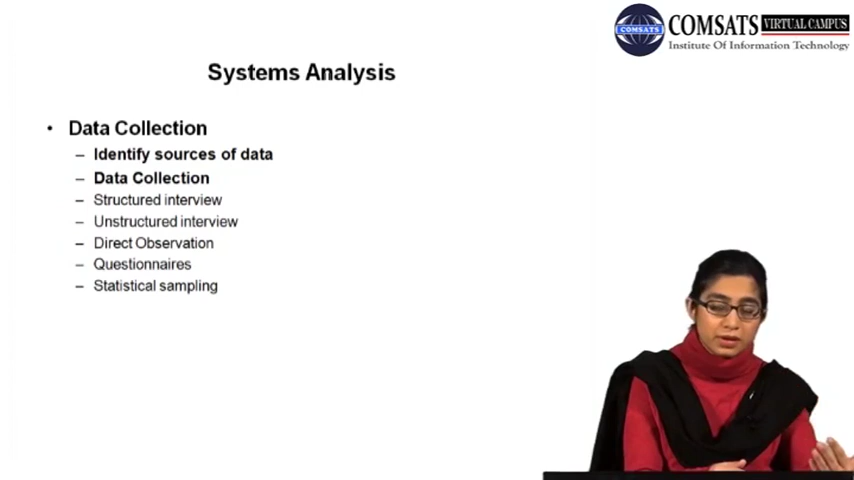 COMSATS
COMSATS VIRTUAL CAMPUS
Institute Of Information Technology
Systems Analysis
• Data Collection
– Identify sources of data
– Data Collection
– Structured interview
– Unstructured interview
– Direct Observation
– Questionnaires
– Statistical sampling